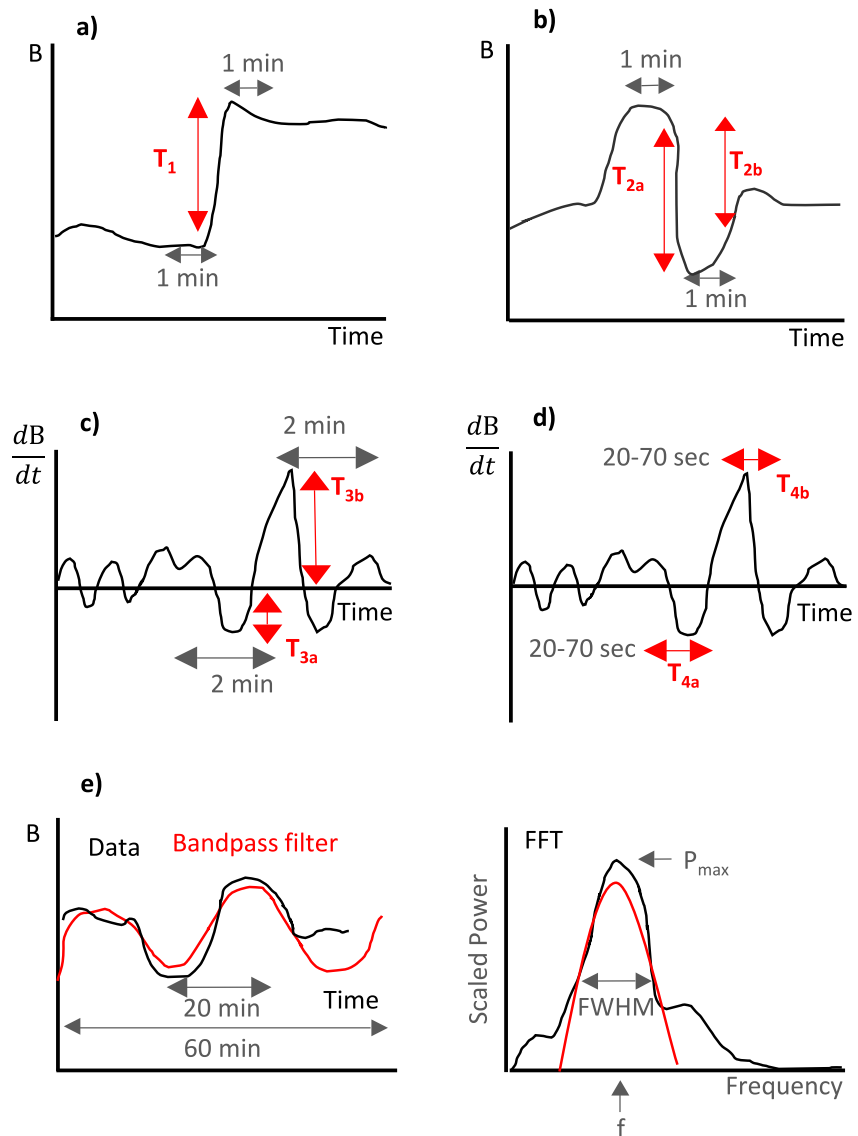 a)
B
1 min
T1
1 min
Time
b)
B
1 min
T2a
T2b
1 min
Time
c)
dB
dt
2 min
T3b
Time
T3a
2 min
d)
dB
dt
20-70 sec
T4b
Time
20-70 sec
T4a
e)
B
Data
Bandpass filter
20 min
Time
60 min
FFT
Pmax
Scaled Power
FWHM
Frequency
f